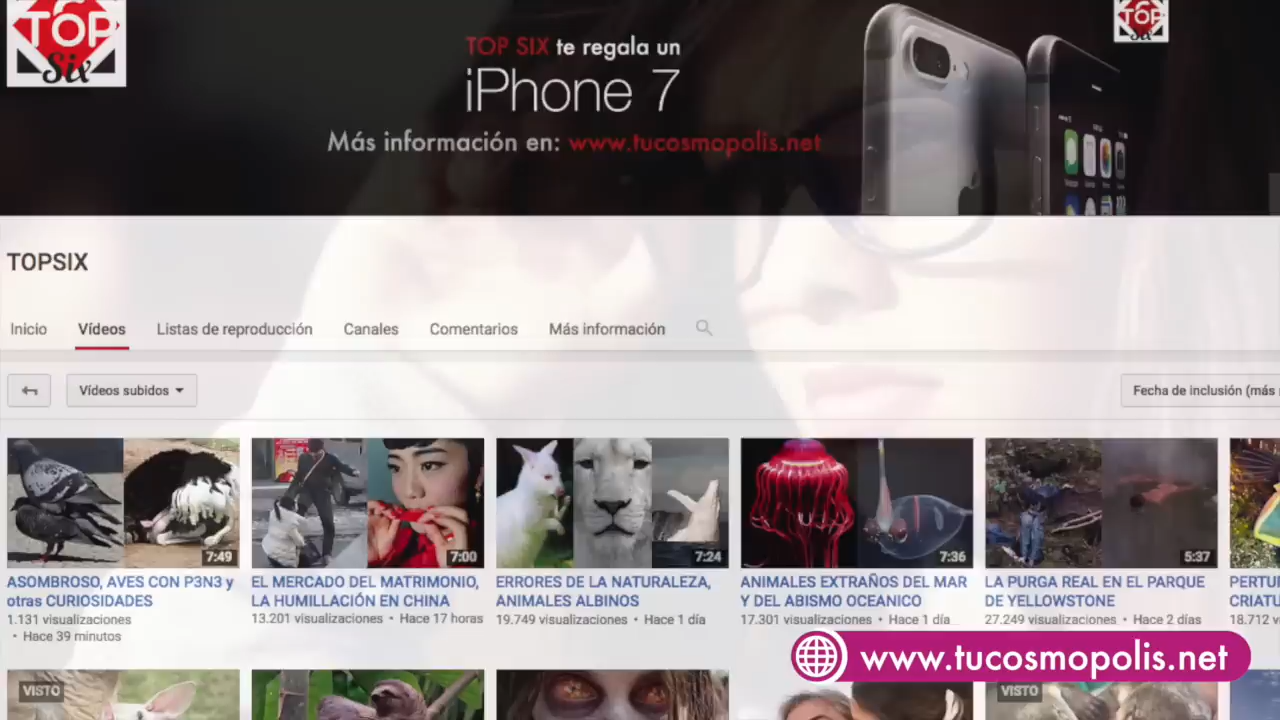 TOP
Six
TOP SIX te regala un
iPhone 7
Más información en: www.tucosmopolis.net
TOP
Six
TOPSIX
Inicio
Vídeos
Listas de reproducción
Canales
Comentarios
Más información
Vídeos subidos
Fecha de inclusión (más
7:49
7:00
7:24
7:36
5:37
ASOMBROSO, AVES CON P3N3 y
otras CURIOSIDADES
1.131 visualizaciones
• Hace 39 minutos
EL MERCADO DEL MATRIMONIO,
LA HUMILLACIÓN EN CHINA
13.201 visualizaciones • Hace 17 horas
ERRORES DE LA NATURALEZA,
ANIMALES ALBINOS
19.749 visualizaciones • Hace 1 día
ANIMALES EXTRAÑOS DEL MAR
Y DEL ABISMO OCEANICO
17.301 visualizaciones • Hace 1 día
LA PURGA REAL EN EL PARQUE
DE YELLOWSTONE
27.249 visualizaciones • Hace 2 días
PERTU
CRIATU
18.712 v
www.tucosmopolis.net
VISTO
VISTO